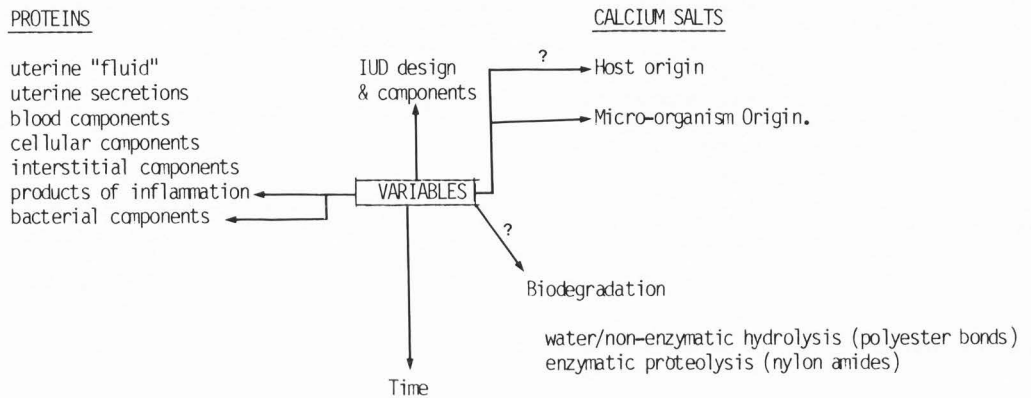 PROTEINS
CALCIUM SALTS
uterine "fluid"
uterine secretions
blood components
cellular components
interstitial components
products of inflammation
bacterial components
IUD design
& components
?
Host origin
Micro-organism Origin.
VARIABLES
?
Biodegradation
water/non-enzymatic hydrolysis (polyester bonds)
enzymatic proteolysis (nylon amides)
Time